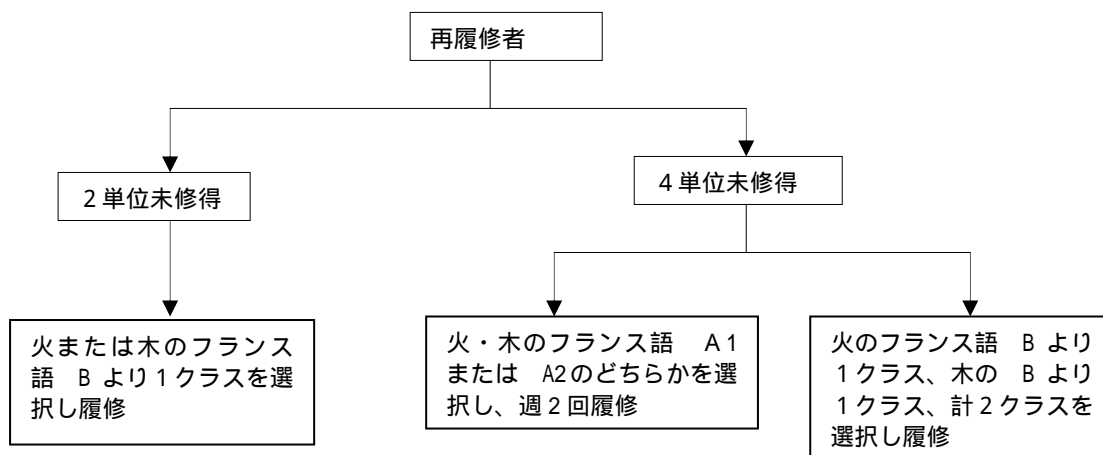 再履修者
2単位未修得
4単位未修得
火または木のフランス
語　B より1クラスを選
択し履修
火・木のフランス語　A1
または　A2のどちらかを選
択し、週2回履修
火のフランス語　B より
1クラス、木の　B より
1クラス、計2クラスを
選択し履修